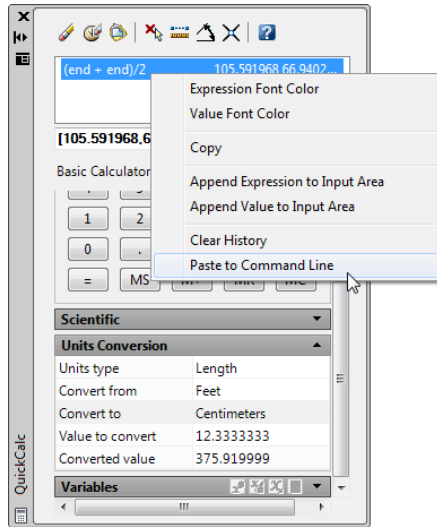 (end + end)/2 105.591968,66.9402...
[105.591968,6
Basic Calculator
Expression Font Color
Value Font Color
Copy
Append Expression to Input Area
Append Value to Input Area
Clear History
Paste to Command Line
1 2
0 .
= MS M+ MR MC
Scientific
Units Conversion
Units type Length
Convert from Feet
Convert to Centimeters
Value to convert 12.3333333
Converted value 375.919999
Variables
QuickCalc